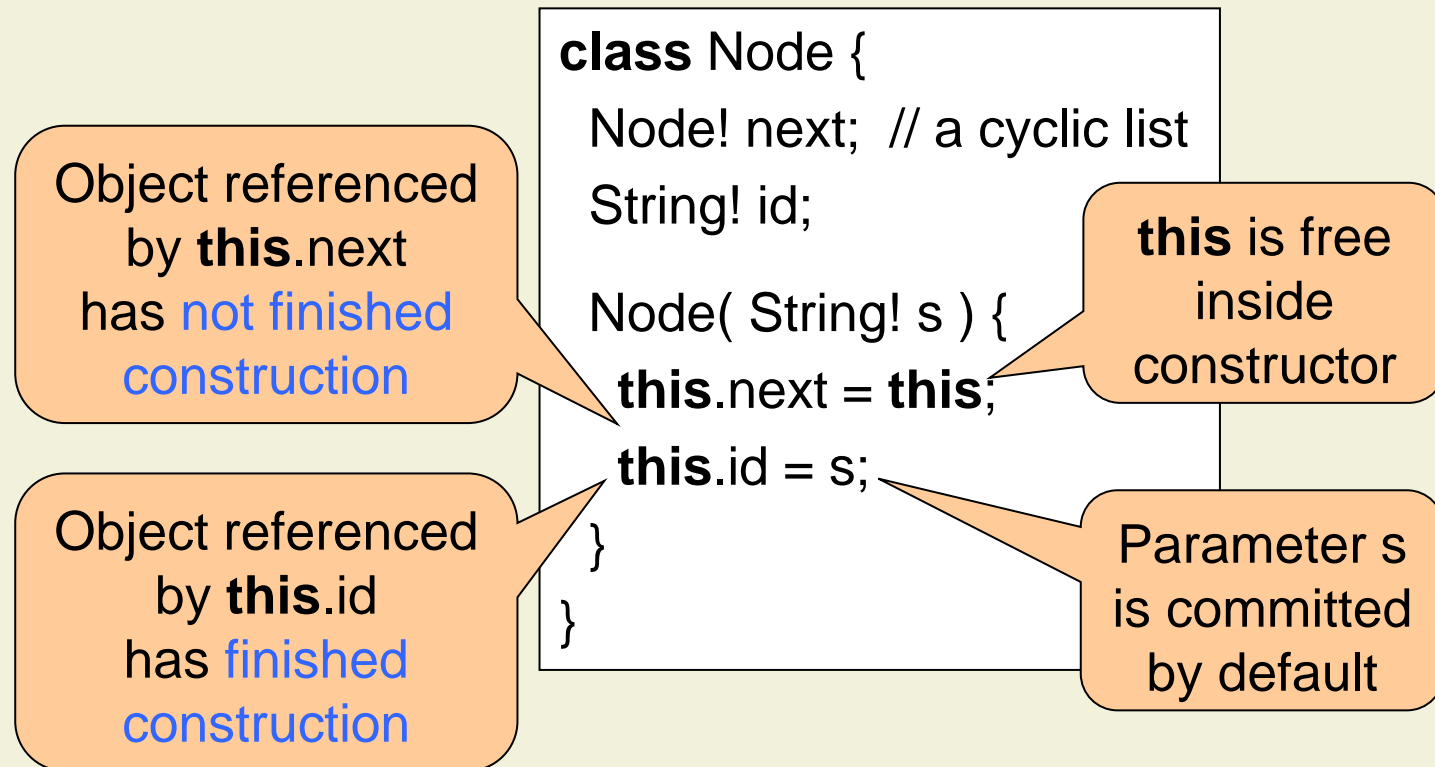 class Node {
Node! next; // a cyclic list
String! id;
Node( String! s ) {
this.next = this;
this.id = s;
}
}
Object referenced
by this.next
has not finished
construction
Object referenced
by this.id
has finished
construction
this is free
inside
constructor
Parameter s
is committed
by default